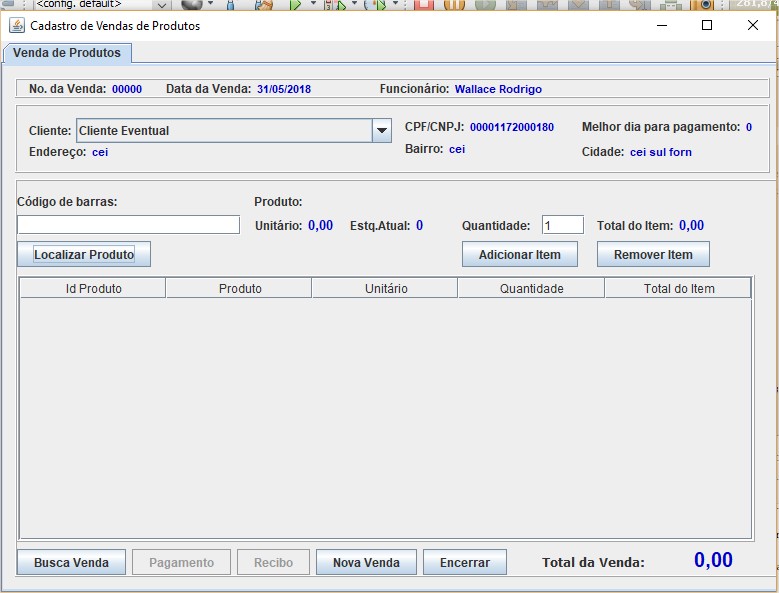 <config. default>
Cadastro de Vendas de Produtos
Venda de Produtos
No. da Venda: 00000 Data da Venda: 31/05/2018 Funcionário: Wallace Rodrigo
Cliente: Cliente Eventual CPF/CNPJ: 00001172000180 Melhor dia para pagamento: 0
Endereço: cei Bairro: cei Cidade: cei sul forn
Código de barras: Produto:
Unitário: 0,00 Estq.Atual: 0 Quantidade: 1 Total do Item: 0,00
Localizar Produto Adicionar Item Remover Item
Id Produto Produto Unitário Quantidade Total do Item
Busca Venda Pagamento Recibo Nova Venda Encerrar Total da Venda: 0,00